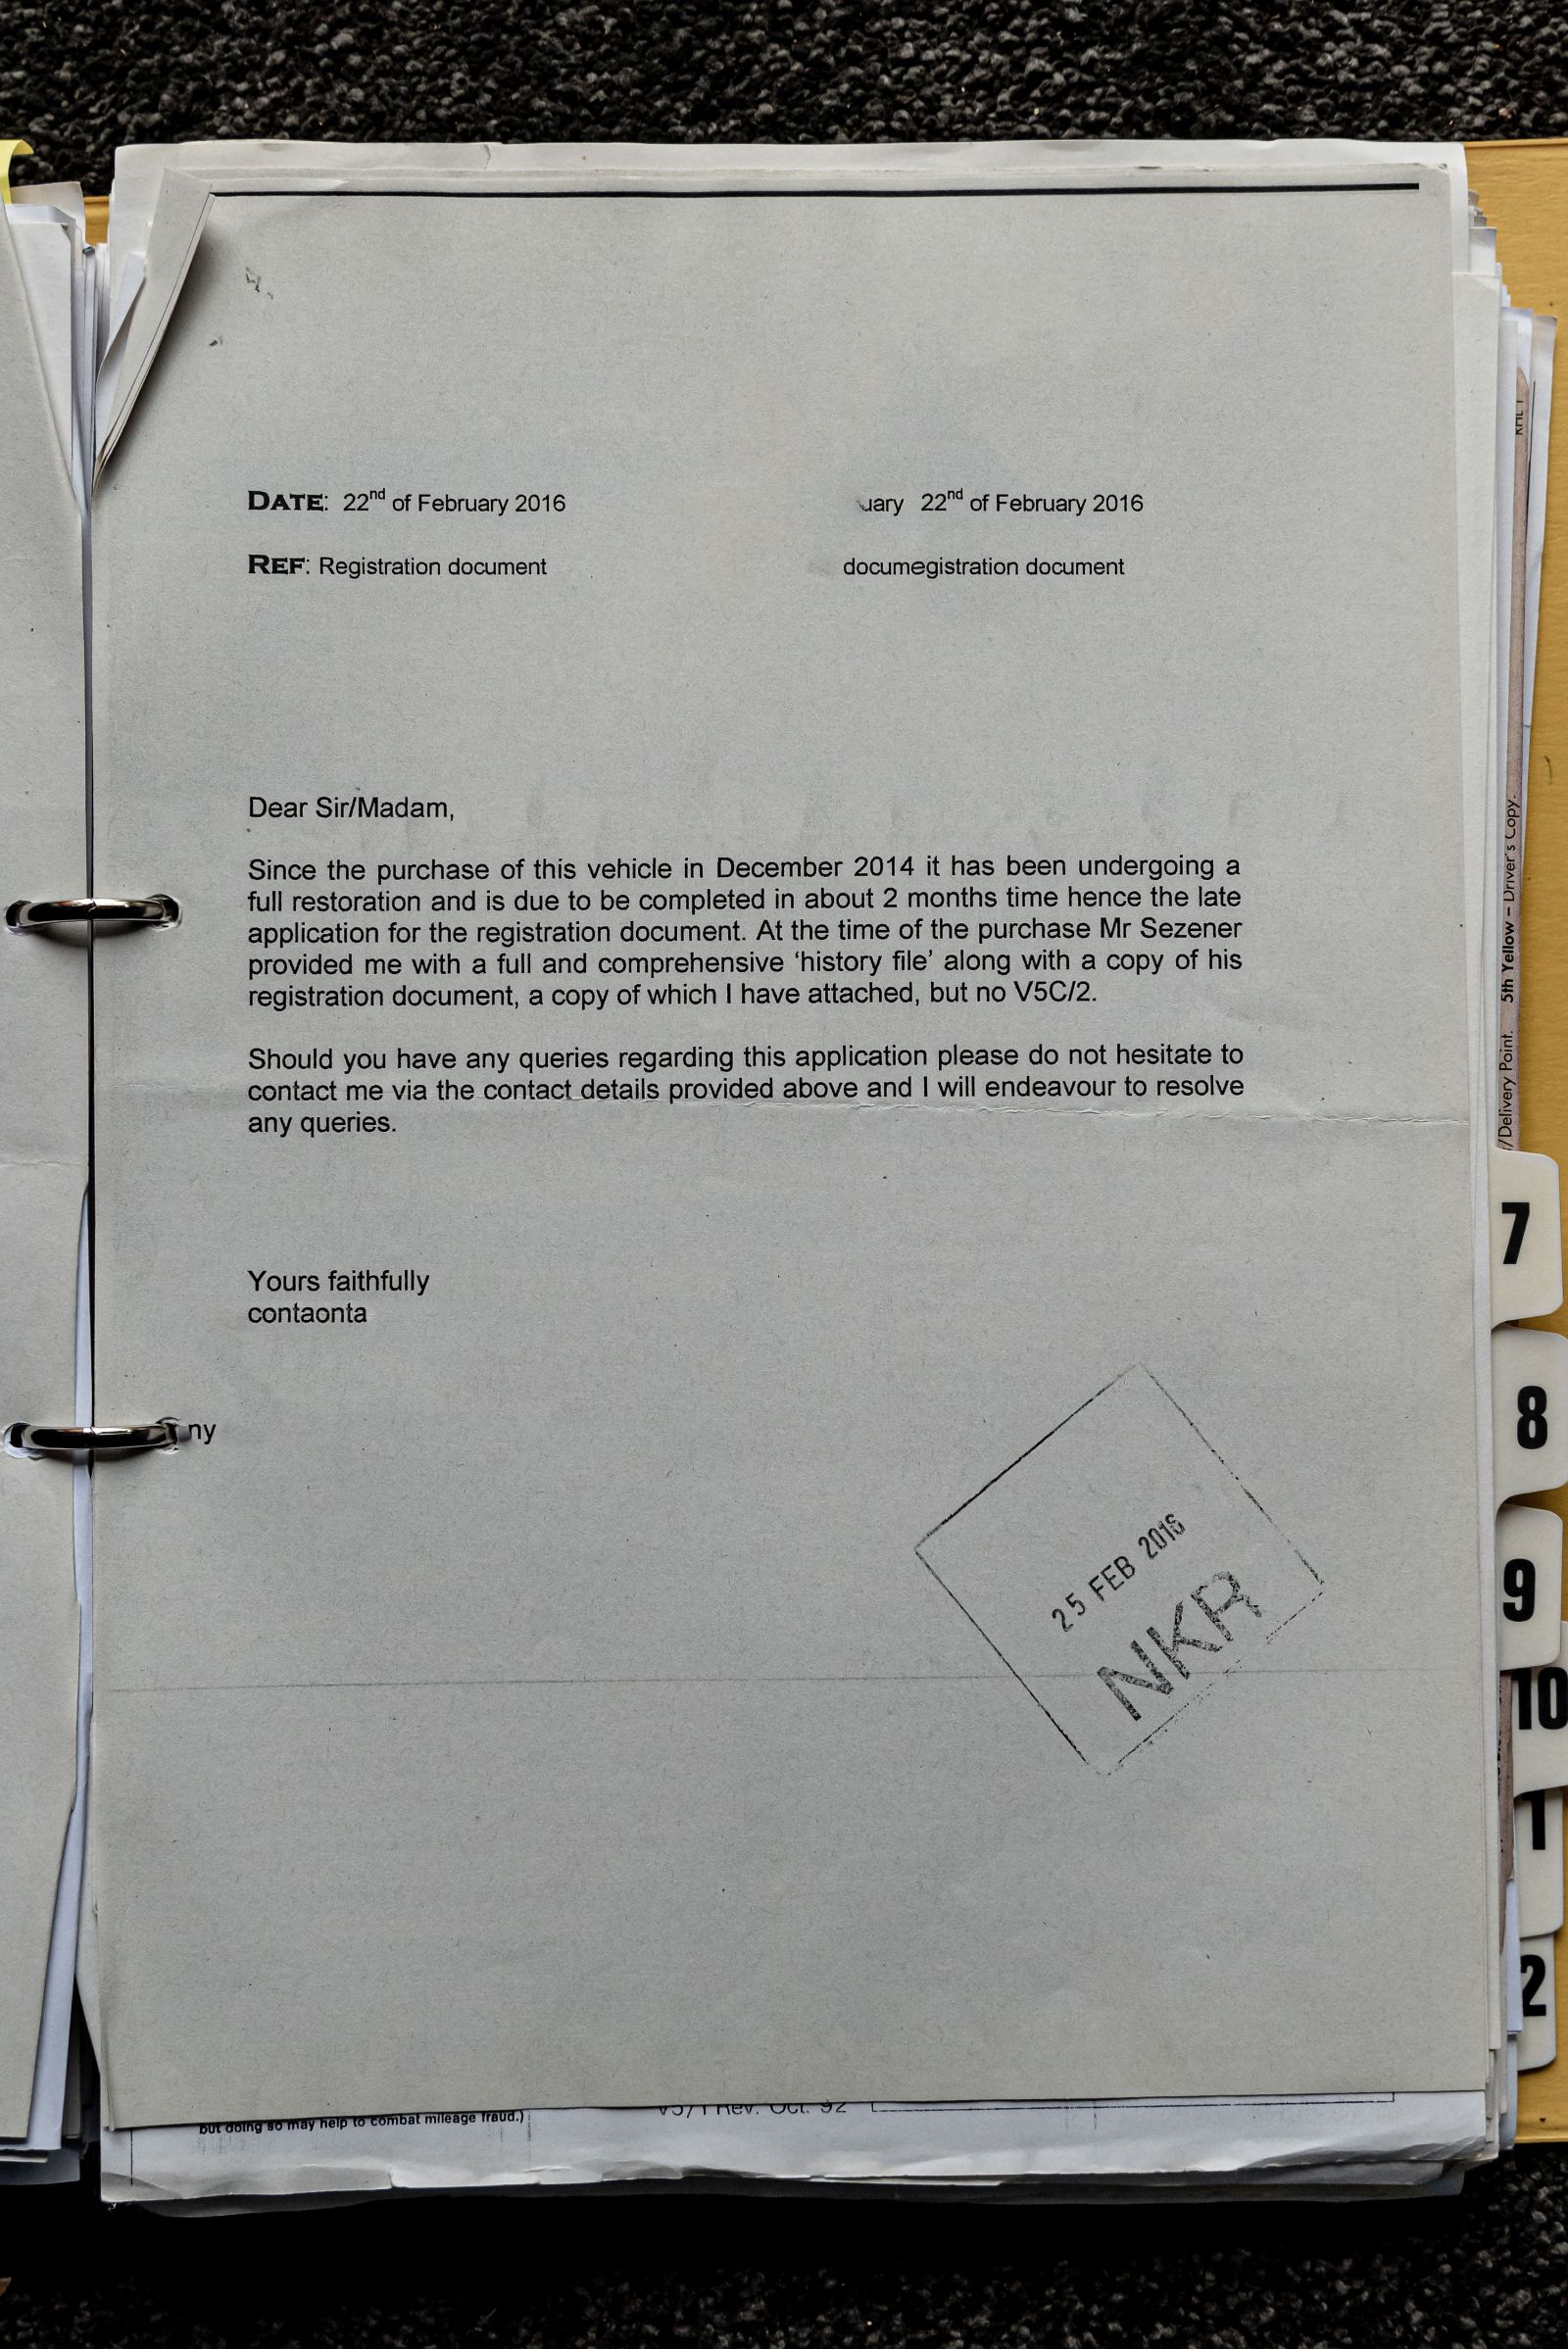 DATE: 22nd of February 2016
uary 22nd of February 2016
REF: Registration document
documegistration document
Dear Sir/Madam,
Since the purchase of this vehicle in December 2014 it has been undergoing a
full restoration and is due to be completed in about 2 months time hence the late
application for the registration document. At the time of the purchase Mr Sezener
provided me with a full and comprehensive ‘history file’ along with a copy of his
registration document, a copy of which I have attached, but no V5C/2.
Should you have any queries regarding this application please do not hesitate to
contact me via the contact details provided above and I will endeavour to resolve
any queries.
Yours faithfully
contaonta
ny
25 FEB 2016
NKR
but doing so may help to combat mileage fraud.)
V5/1 Rev. Oct. 92
/Delivery Point. 5th Yellow – Driver's Copy.
7
8
9
10
1
2